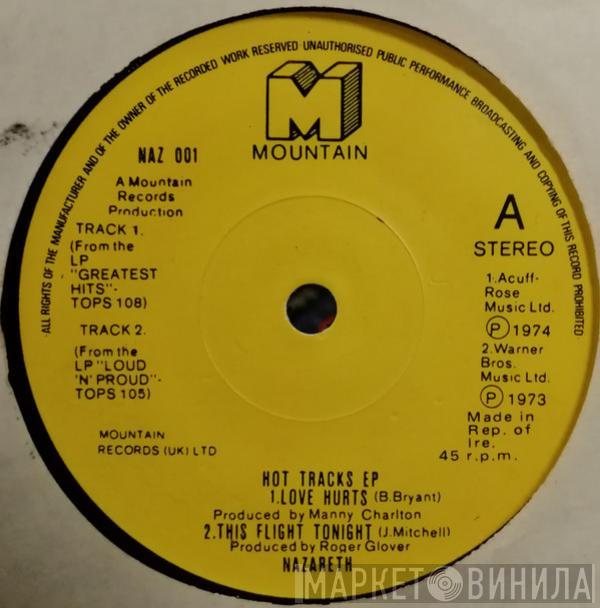 ALL RIGHTS OF THE MANUFACTURER AND OF THE OWNER OF THE RECORDED WORK RESERVED UNAUTHORISED PUBLIC PERFORMANCE BROADCASTING AND COPYING OF THIS RECORD PROHIBITED
M
MOUNTAIN
NAZ 001
A Mountain
Records
Production
TRACK 1.
(From the
LP
"GREATEST
HITS"-
TOPS 108)
TRACK 2.
(From the
LP "LOUD
'N' PROUD"-
TOPS 105)
MOUNTAIN
RECORDS (UK) LTD
A
STEREO
1.Acuff-
Rose
Music Ltd.
Ⓟ 1974
2.Warner
Bros.
Music Ltd.
Ⓟ 1973
Made in
Rep. of
Ire.
45 r.p.m.
HOT TRACKS EP
1.LOVE HURTS (B.Bryant)
Produced by Manny Charlton
2.THIS FLIGHT TONIGHT (J.Mitchell)
Produced by Roger Glover
NAZARETH
МАРКЕТ ВИНИЛА